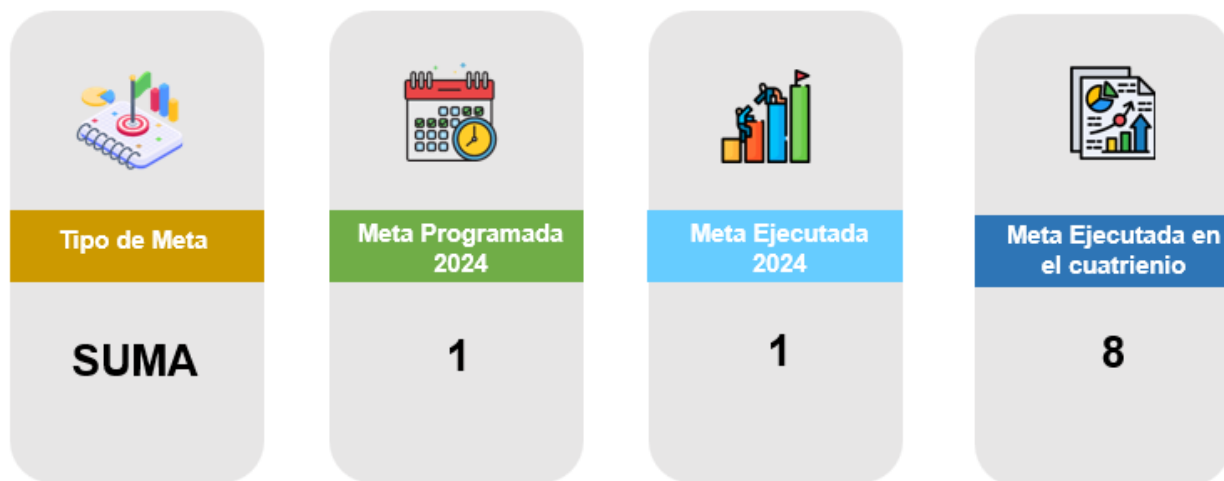 Tipo de Meta
SUMA
Meta Programada
2024
1
Meta Ejecutada
2024
1
Meta Ejecutada en
el cuatrienio
8